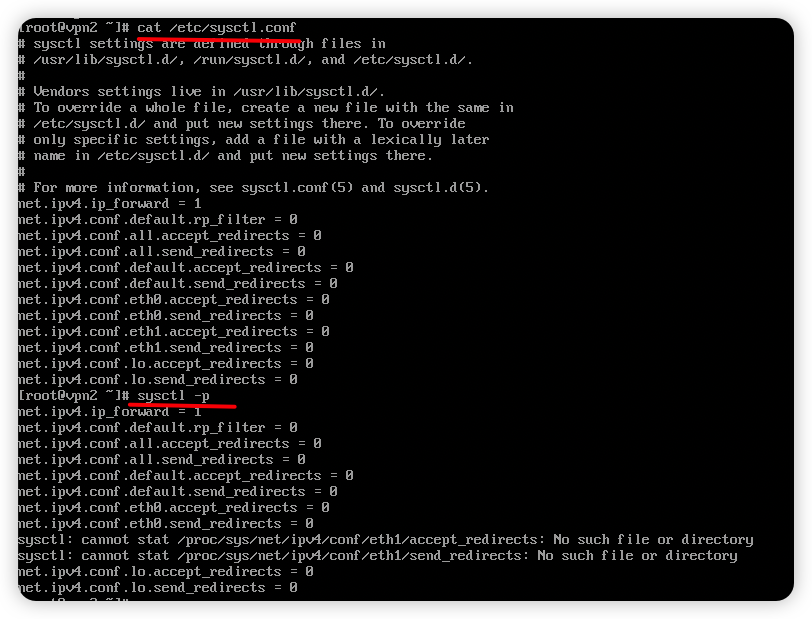 [root@vpn2 ~]# cat /etc/sysctl.conf
# sysctl settings are defined through files in
# /usr/lib/sysctl.d/, /run/sysctl.d/, and /etc/sysctl.d/.
#
# Vendors settings live in /usr/lib/sysctl.d/.
# To override a whole file, create a new file with the same in
# /etc/sysctl.d/ and put new settings there. To override
# only specific settings, add a file with a lexically later
# name in /etc/sysctl.d/ and put new settings there.
#
# For more information, see sysctl.conf(5) and sysctl.d(5).
net.ipv4.ip_forward = 1
net.ipv4.conf.default.rp_filter = 0
net.ipv4.conf.all.accept_redirects = 0
net.ipv4.conf.all.send_redirects = 0
net.ipv4.conf.default.accept_redirects = 0
net.ipv4.conf.default.send_redirects = 0
net.ipv4.conf.eth0.accept_redirects = 0
net.ipv4.conf.eth0.send_redirects = 0
net.ipv4.conf.eth1.accept_redirects = 0
net.ipv4.conf.eth1.send_redirects = 0
net.ipv4.conf.lo.accept_redirects = 0
net.ipv4.conf.lo.send_redirects = 0
[root@vpn2 ~]# sysctl -p
net.ipv4.ip_forward = 1
net.ipv4.conf.default.rp_filter = 0
net.ipv4.conf.all.accept_redirects = 0
net.ipv4.conf.all.send_redirects = 0
net.ipv4.conf.default.accept_redirects = 0
net.ipv4.conf.default.send_redirects = 0
net.ipv4.conf.eth0.accept_redirects = 0
net.ipv4.conf.eth0.send_redirects = 0
sysctl: cannot stat /proc/sys/net/ipv4/conf/eth1/accept_redirects: No such file or directory
sysctl: cannot stat /proc/sys/net/ipv4/conf/eth1/send_redirects: No such file or directory
net.ipv4.conf.lo.accept_redirects = 0
net.ipv4.conf.lo.send_redirects = 0